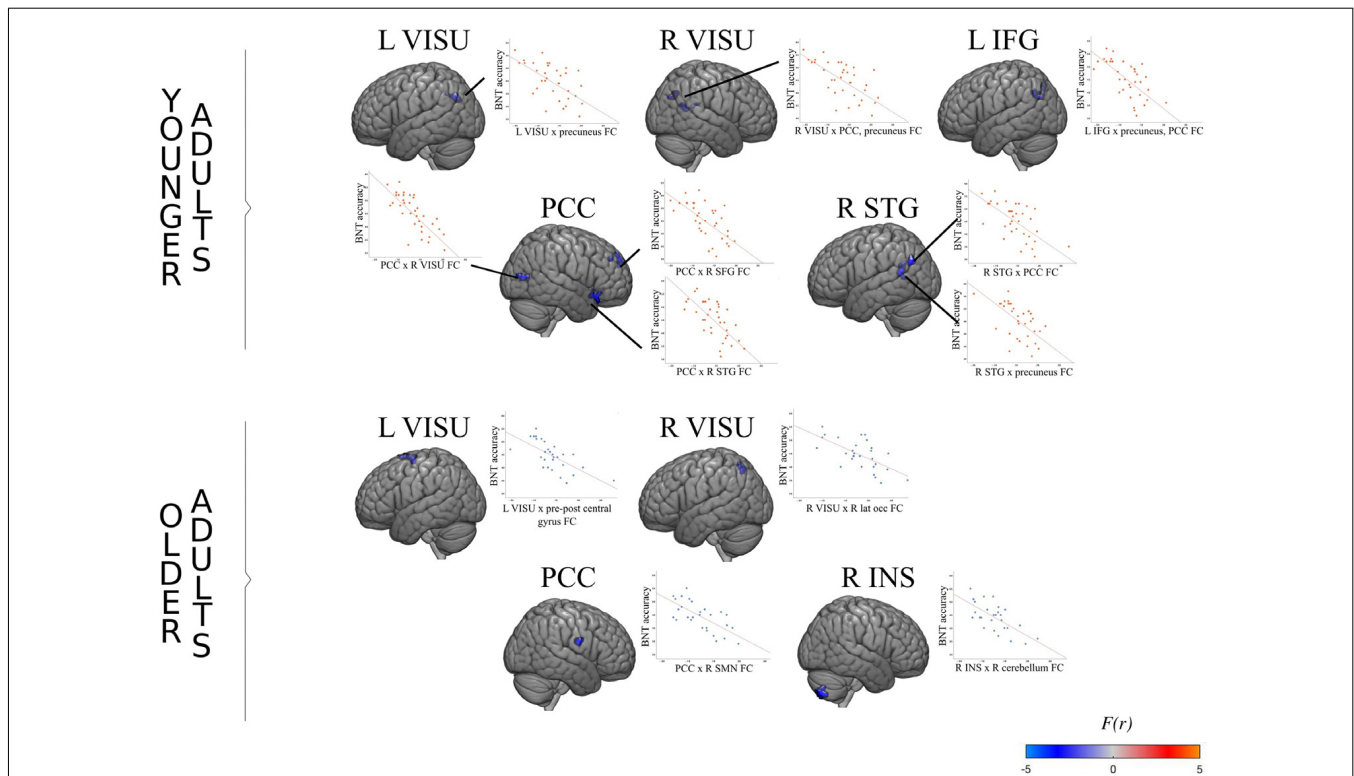 YOUNGER
ADULTS
L VISU
BNT accuracy
L VISU x precuneus FC
R VISU
BNT accuracy
R VISU x PCC, precuneus FC
L IFG
BNT accuracy
L IFG x precuneus, PCC FC
BNT accuracy
PCC x R VISU FC
PCC
BNT accuracy
PCC x R SFG FC
BNT accuracy
PCC x R STG FC
R STG
BNT accuracy
R STG x PCC FC
BNT accuracy
R STG x precuneus FC
OLDER
ADULTS
L VISU
BNT accuracy
L VISU x pre-post central
gyrus FC
R VISU
BNT accuracy
R VISU x R lat occ FC
PCC
BNT accuracy
PCC x R SMN FC
R INS
BNT accuracy
R INS x R cerebellum FC
F(r)
-5 0 5